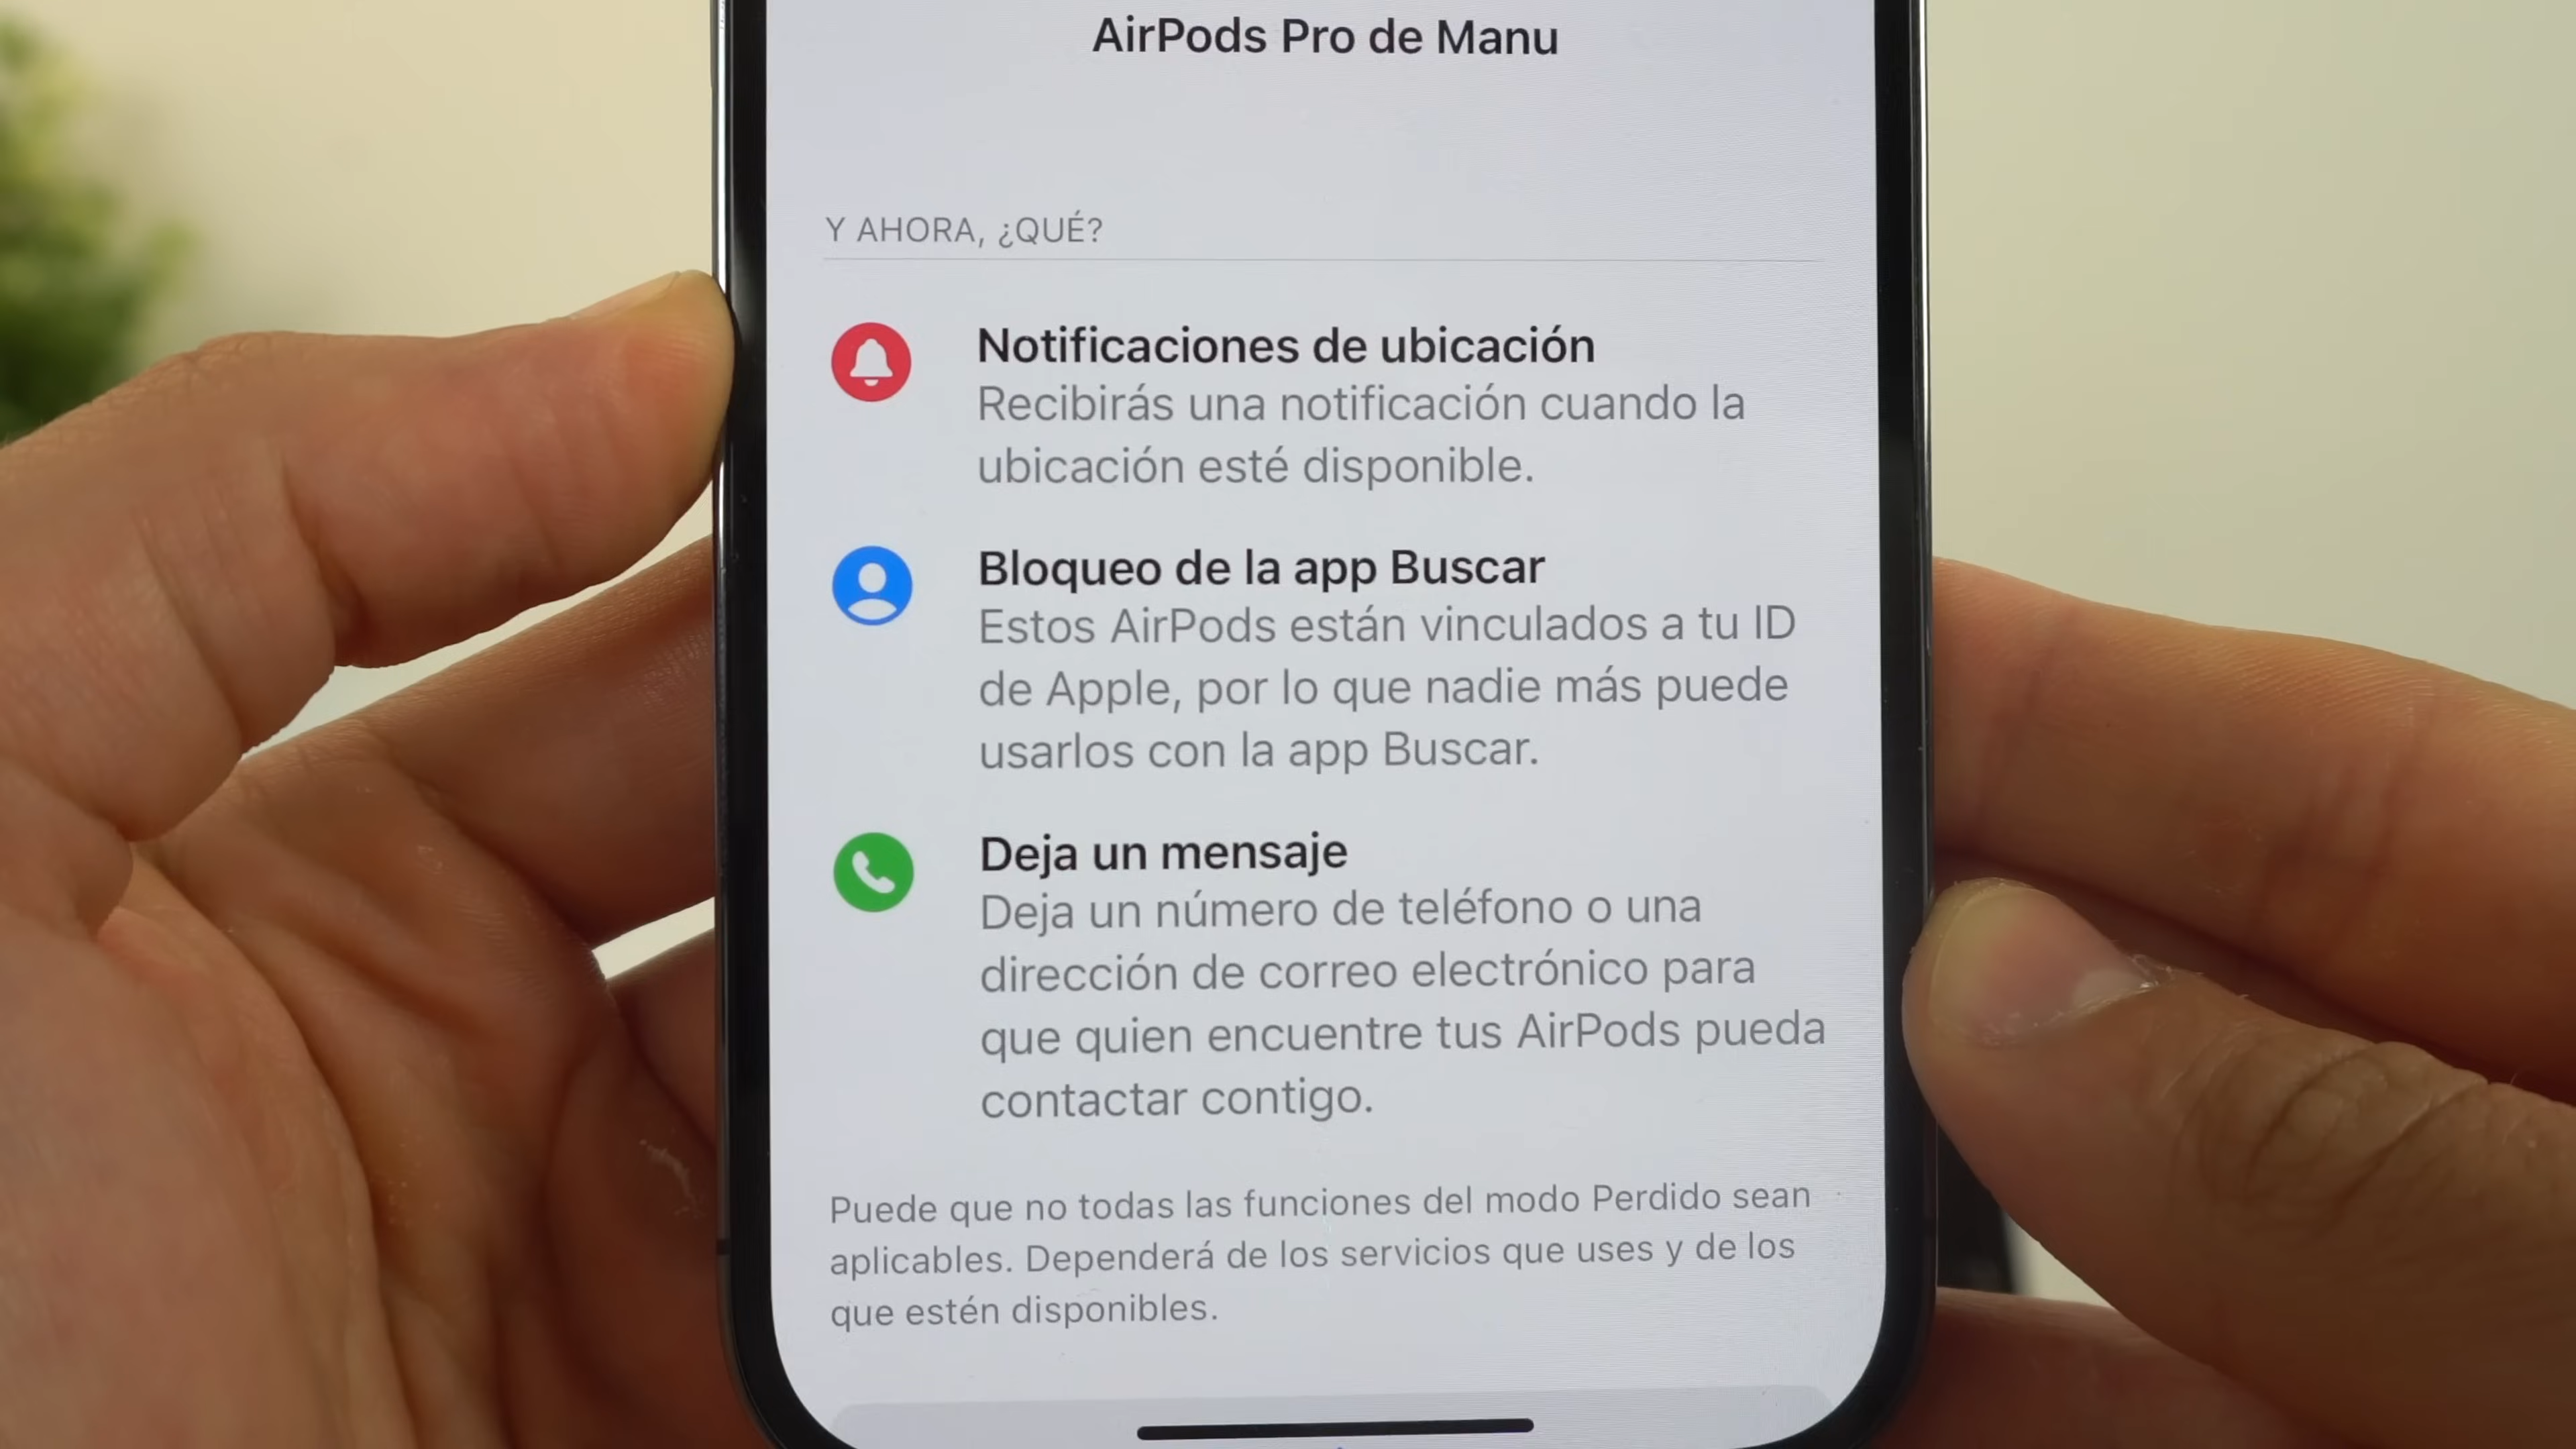 AirPods Pro de Manu
Y AHORA, ¿QUÉ?
Notificaciones de ubicación
Recibirás una notificación cuando la
ubicación esté disponible.
Bloqueo de la app Buscar
Estos AirPods están vinculados a tu ID
de Apple, por lo que nadie más puede
usarlos con la app Buscar.
Deja un mensaje
Deja un número de teléfono o una
dirección de correo electrónico para
que quien encuentre tus AirPods pueda
contactar contigo.
Puede que no todas las funciones del modo Perdido sean
aplicables. Dependerá de los servicios que uses y de los
que estén disponibles.